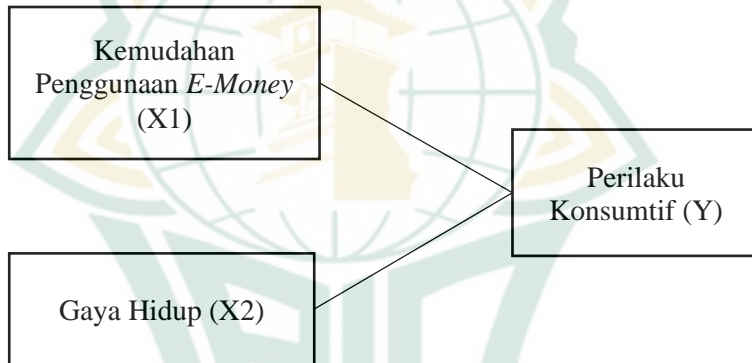 Kemudahan
Penggunaan E-Money
(X1)
Perilaku
Konsumtif (Y)
Gaya Hidup (X2)